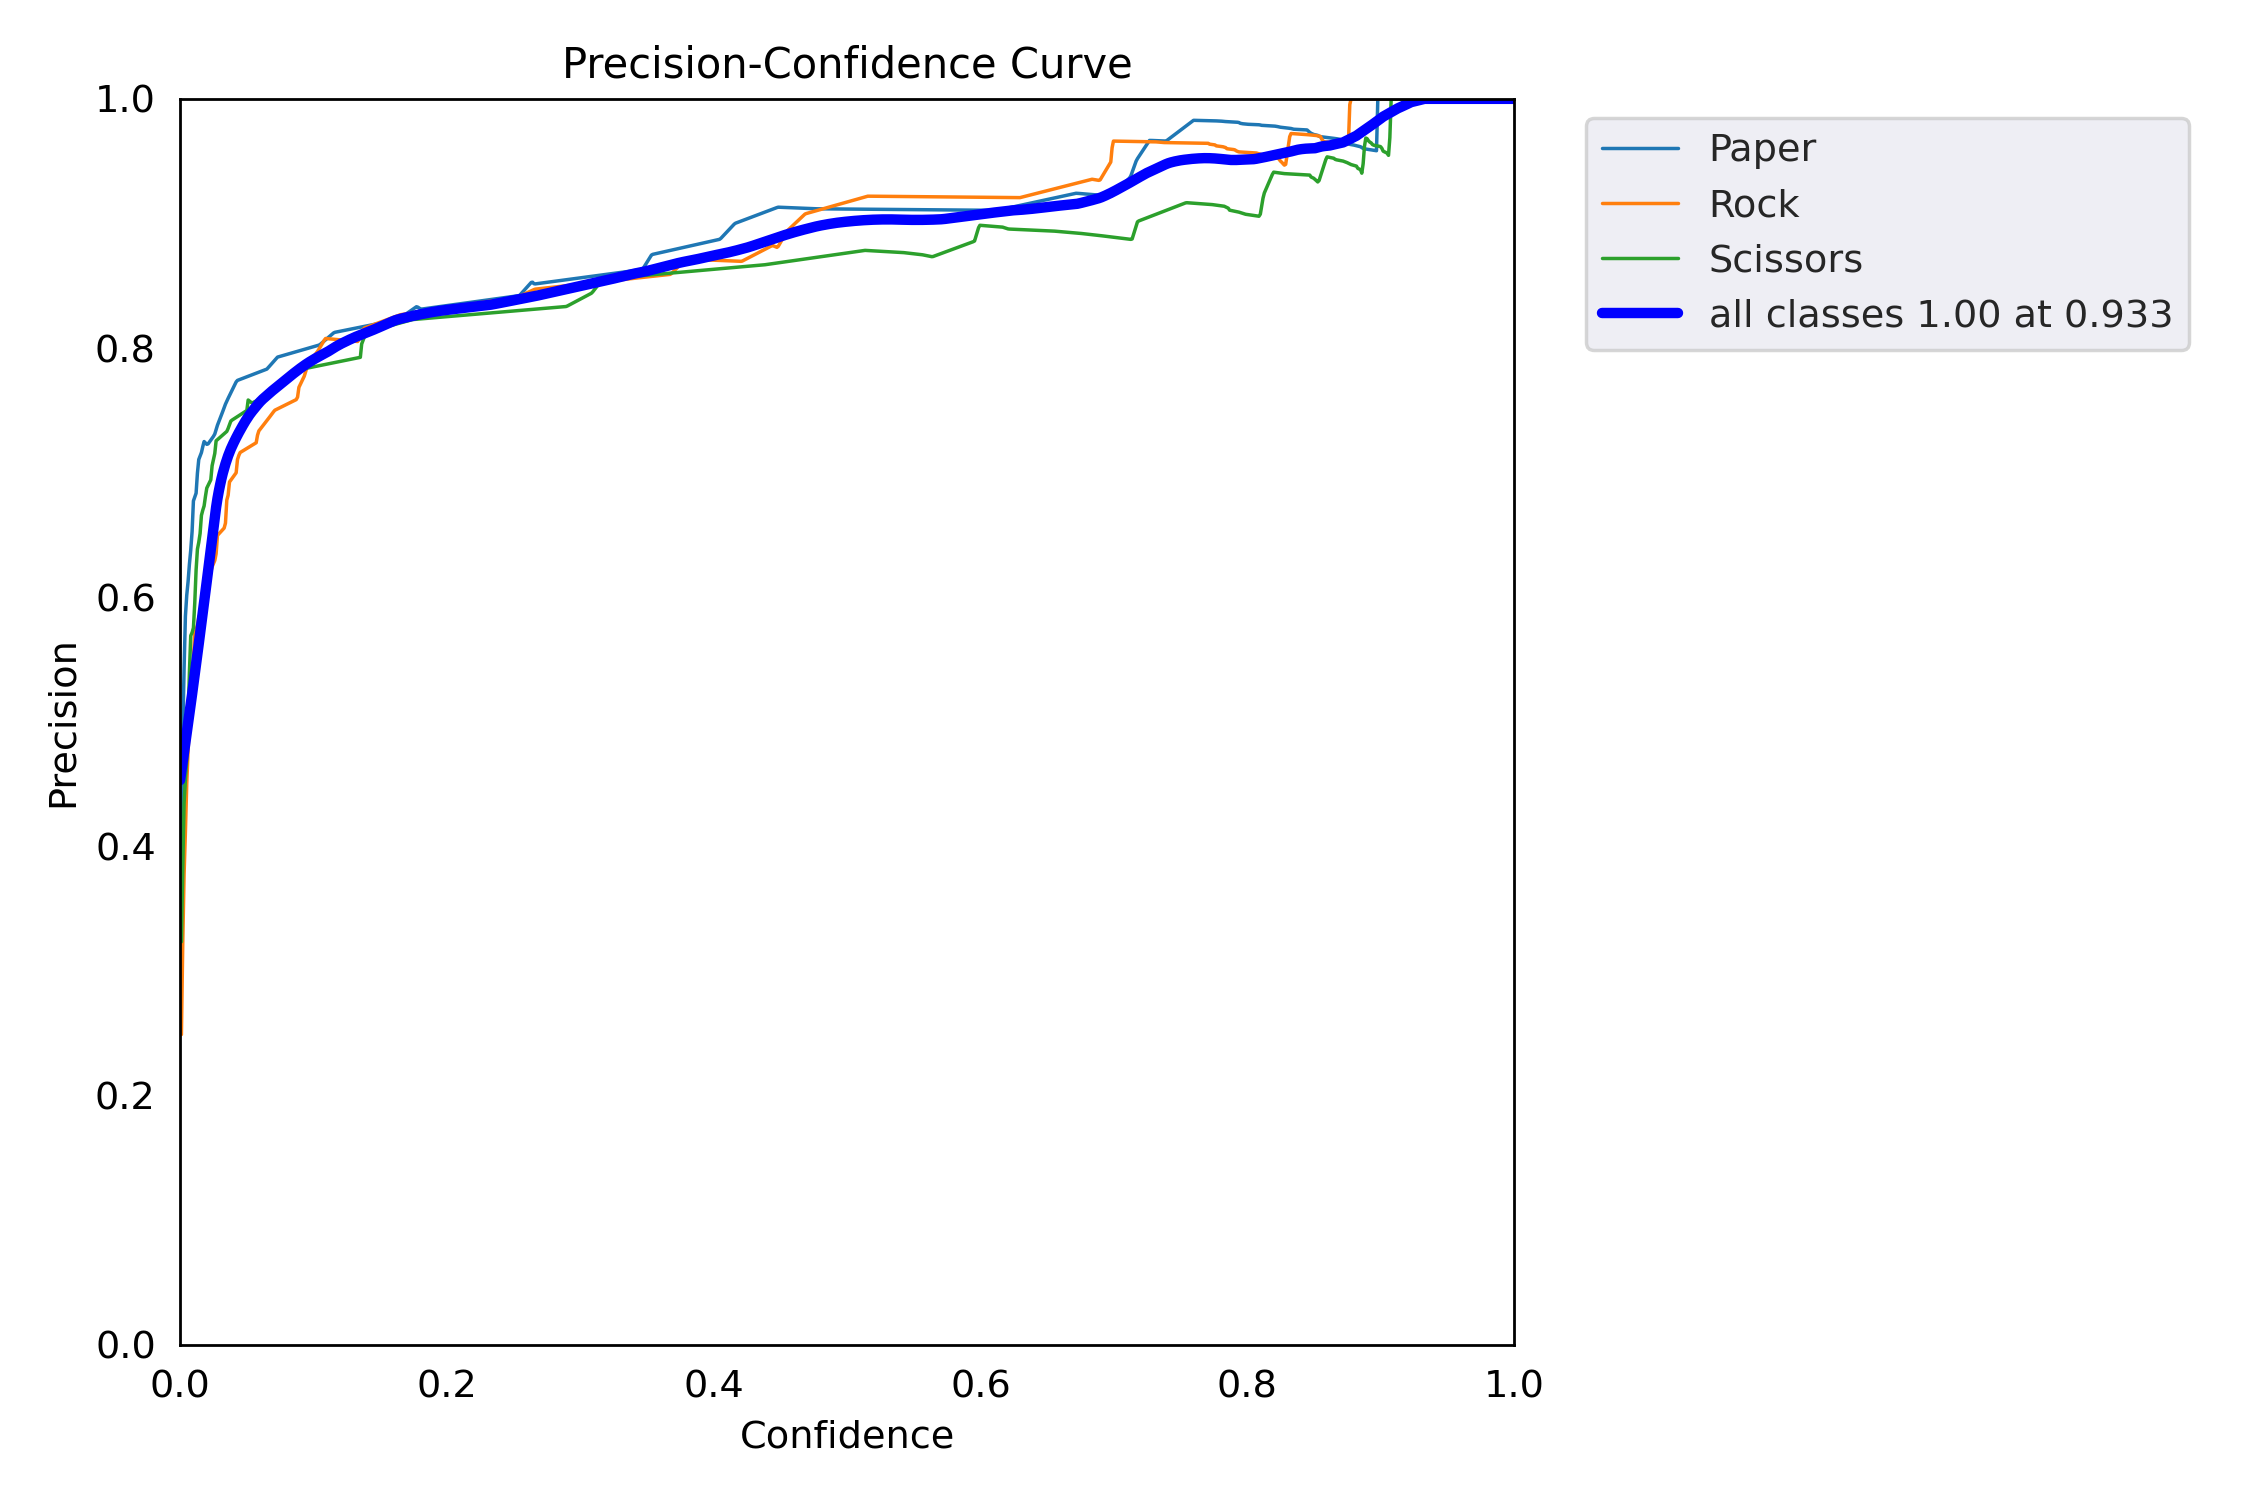 Precision-Confidence Curve
1.0
0.8
0.6
0.4
0.2
0.0
Precision
0.0 0.2 0.4 0.6 0.8 1.0
Confidence
Paper
Rock
Scissors
all classes 1.00 at 0.933